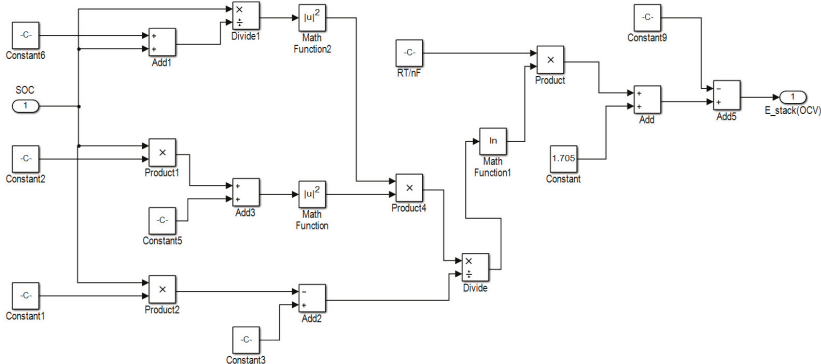 -C-
Constant6
+
+
Add1
×
÷
Divide1
|u|²
Math
Function2
SOC
1
-C-
Constant2
×
Product1
-C-
Constant5
+
+
Add3
|u|²
Math
Function
×
Product4
-C-
Constant1
×
Product2
-C-
Constant3
−
+
Add2
×
÷
Divide
ln
Math
Function1
-C-
RT/nF
×
Product
1.705
Constant
+
+
Add
-C-
Constant9
−
+
Add5
1
E_stack(OCV)